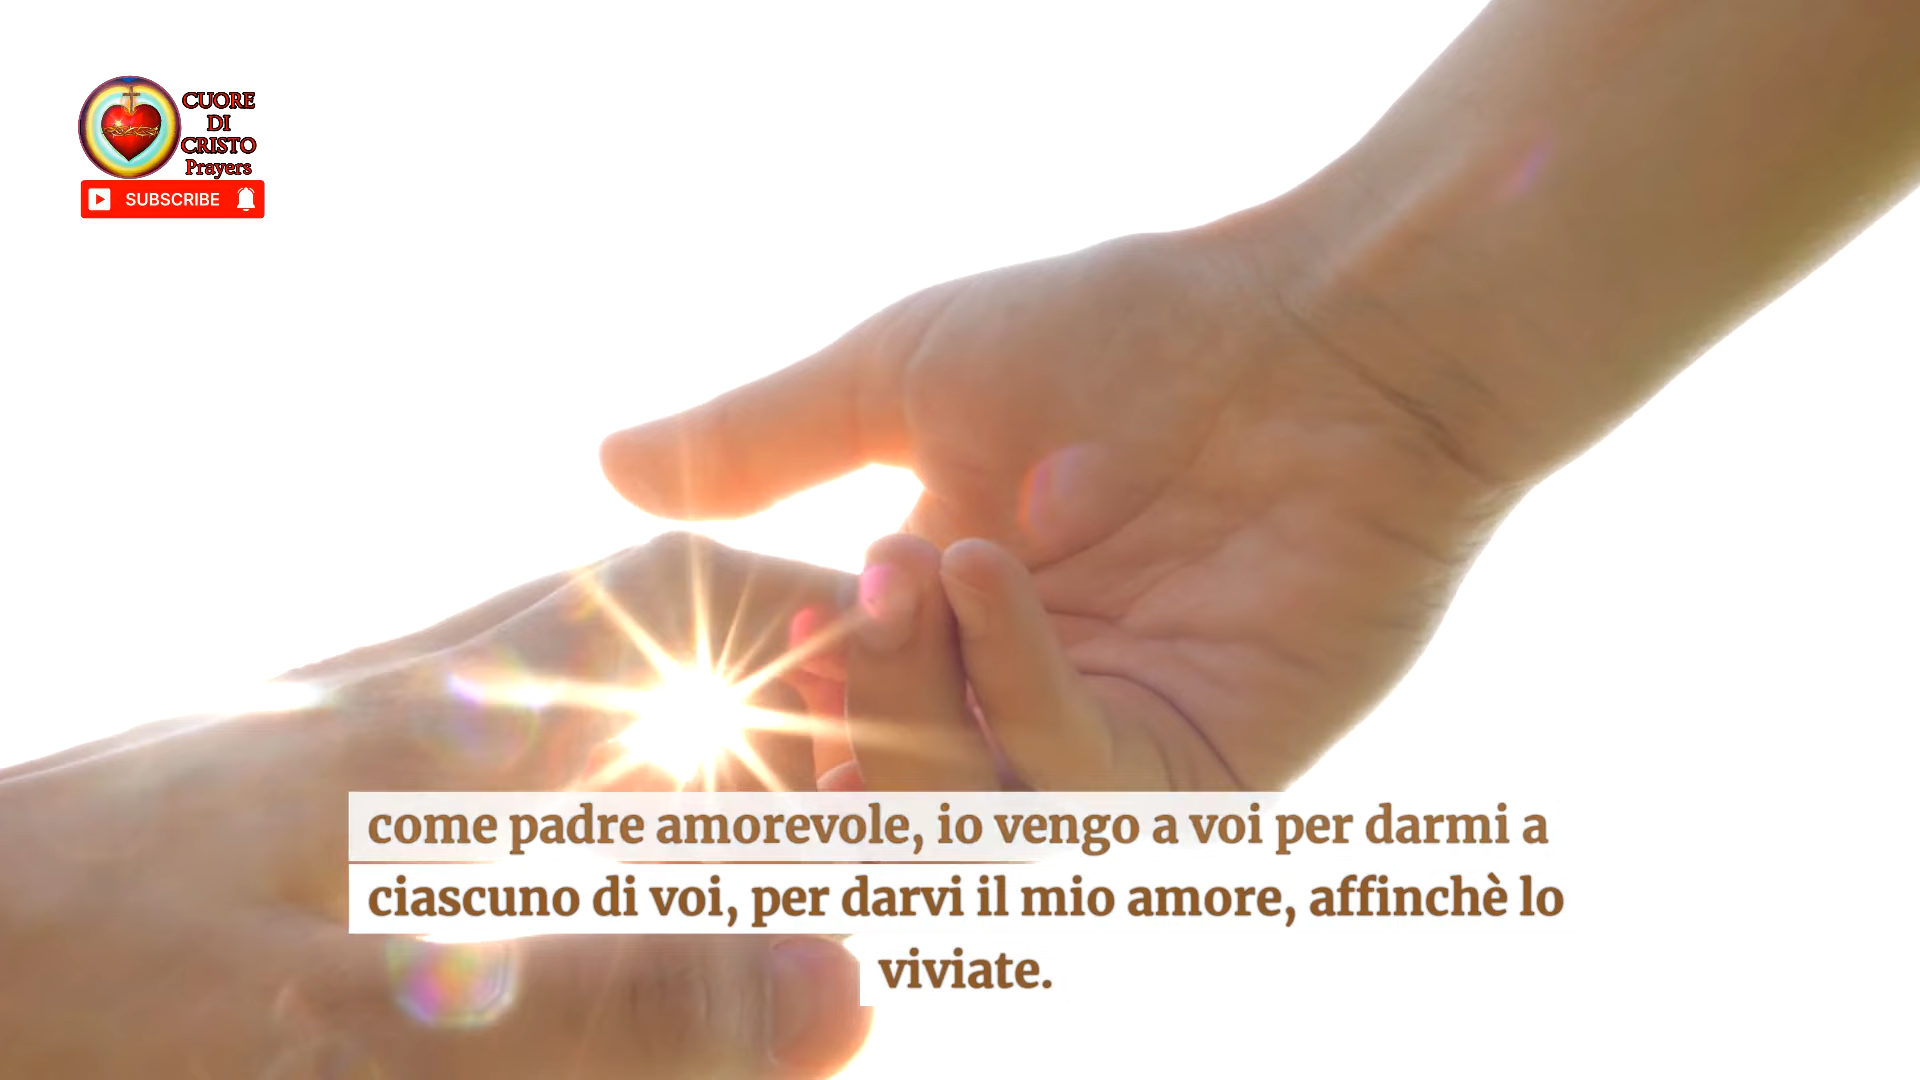 CUORE
DI
CRISTO
Prayers
SUBSCRIBE
come padre amorevole, io vengo a voi per darmi a
ciascuno di voi, per darvi il mio amore, affinchè lo
viviate.